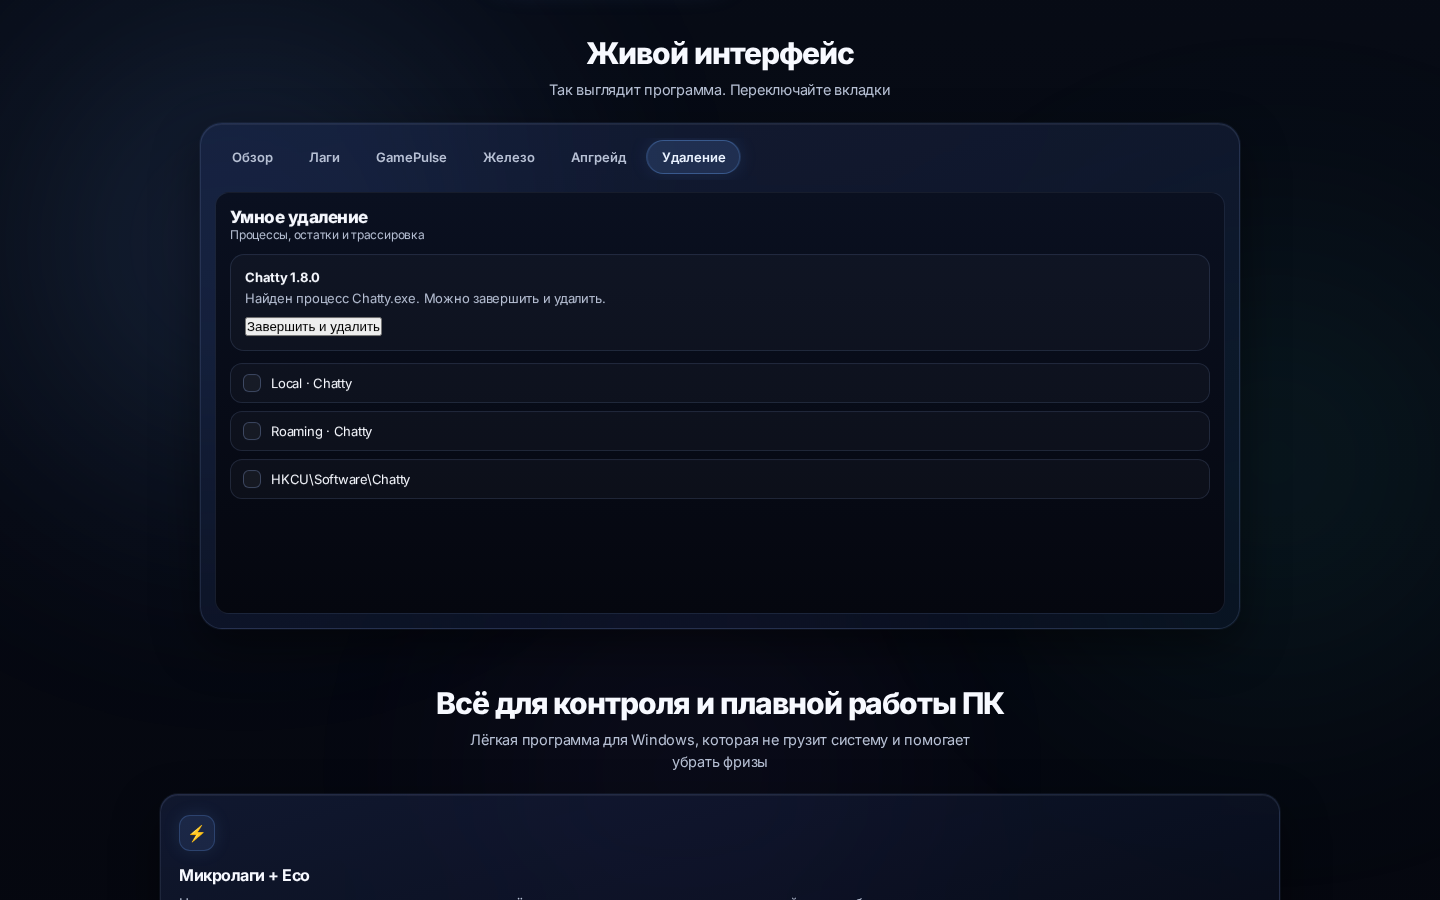 Живой интерфейс
Так выглядит программа. Переключайте вкладки
Обзор Лаги GamePulse Железо Апгрейд Удаление
Умное удаление
Процессы, остатки и трассировка
Chatty 1.8.0
Найден процесс Chatty.exe. Можно завершить и удалить.
Завершить и удалить
Local · Chatty
Roaming · Chatty
HKCU\Software\Chatty
Всё для контроля и плавной работы ПК
Лёгкая программа для Windows, которая не грузит систему и помогает
убрать фризы
Микролаги + Eco